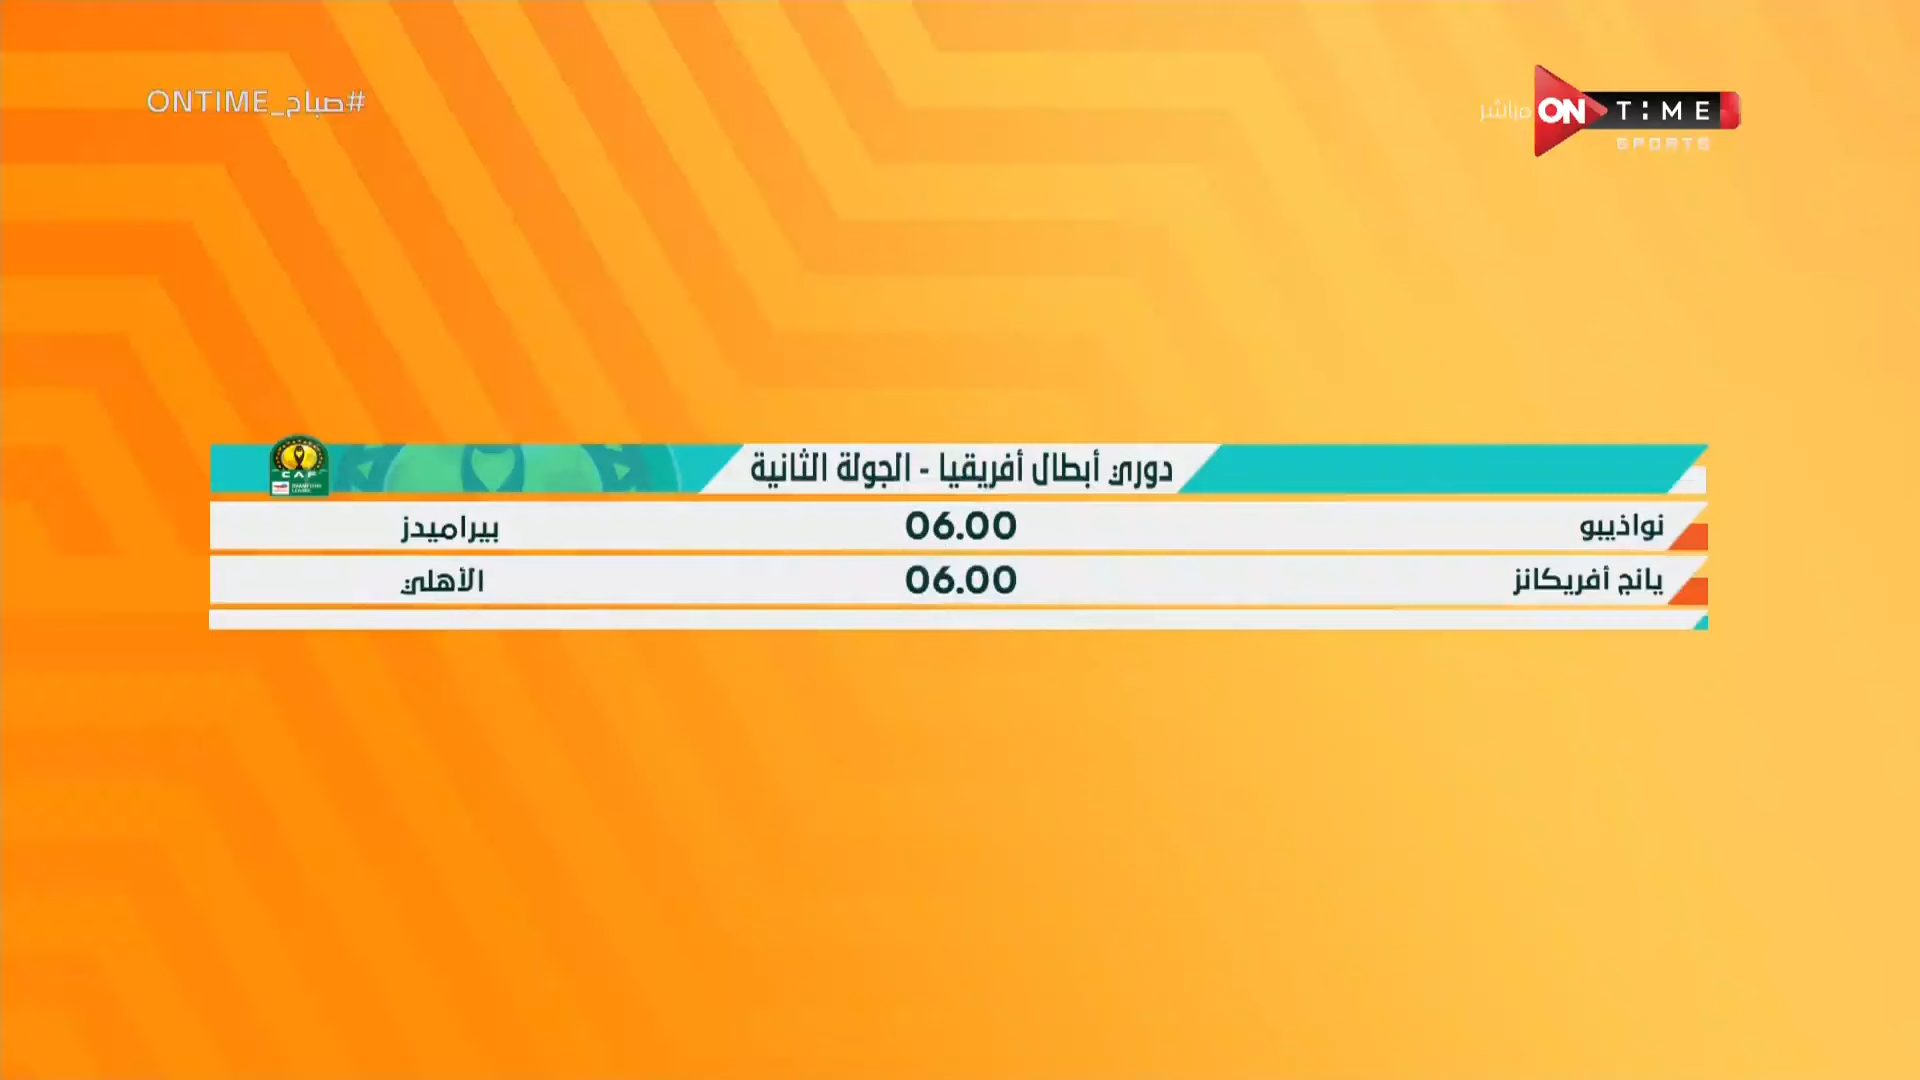 #صباح_ONTIME
مباشر ON TIME
SPORTS
دوري أبطال أفريقيا - الجولة الثانية
نواذيبو 06.00 بيراميدز
يانج أفريكانز 06.00 الأهلي
CAF